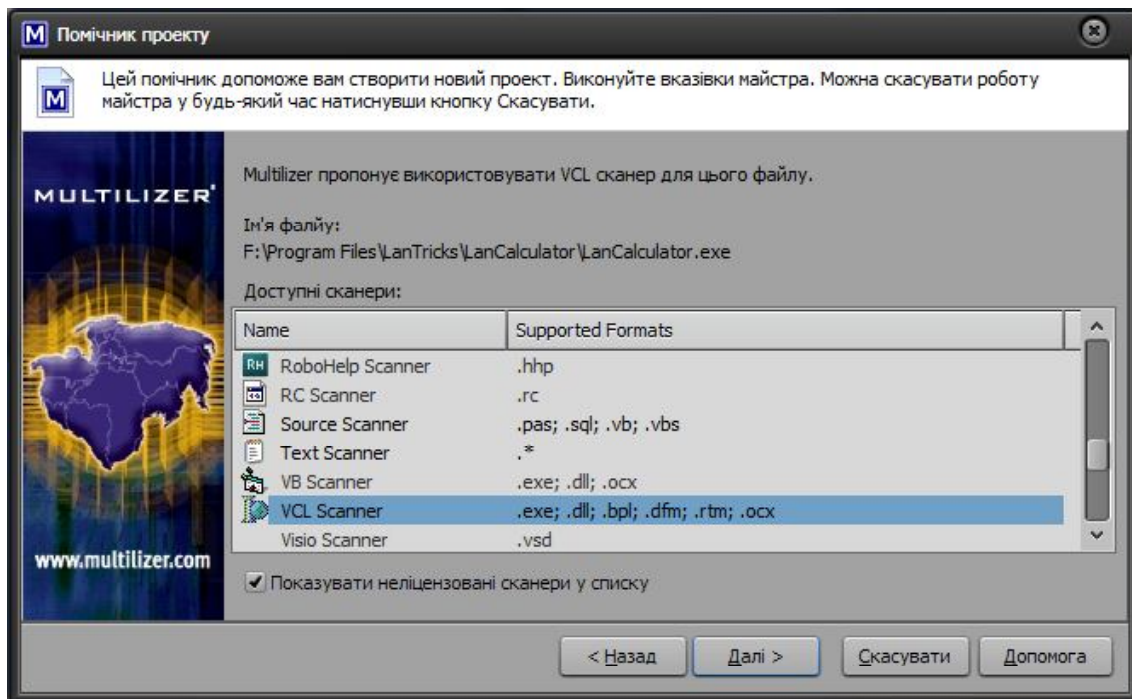 M Помічник проекту
Цей помічник допоможе вам створити новий проект. Виконуйте вказівки майстра. Можна скасувати роботу
майстра у будь-який час натиснувши кнопку Скасувати.
M
MULTILIZER
Multilizer пропонує використовувати VCL сканер для цього файлу.
Ім'я фалйу:
F:\Program Files\LanTricks\LanCalculator\LanCalculator.exe
Доступні сканери:
Name Supported Formats
RH RoboHelp Scanner .hhp
RC Scanner .rc
Source Scanner .pas; .sql; .vb; .vbs
Text Scanner .*
VB Scanner .exe; .dll; .ocx
VCL Scanner .exe; .dll; .bpl; .dfm; .rtm; .ocx
Visio Scanner .vsd
www.multilizer.com
Показувати неліцензовані сканери у списку
< Назад Далі > Скасувати Допомога